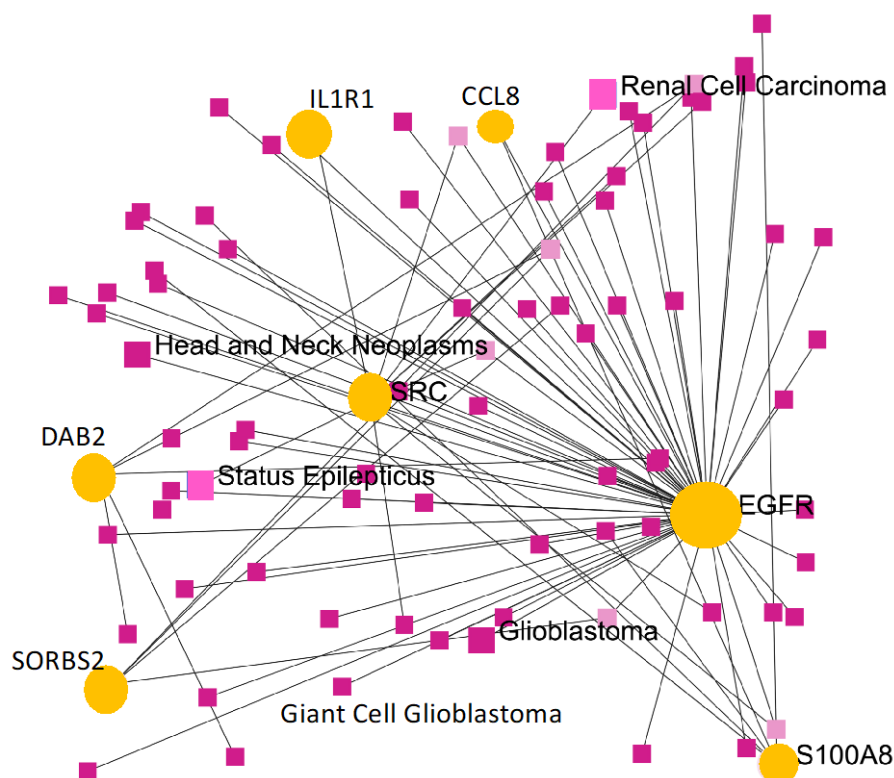 Renal Cell Carcinoma
IL1R1
CCL8
Head and Neck Neoplasms
SRC
DAB2
Status Epilepticus
EGFR
Glioblastoma
SORBS2
Giant Cell Glioblastoma
S100A8